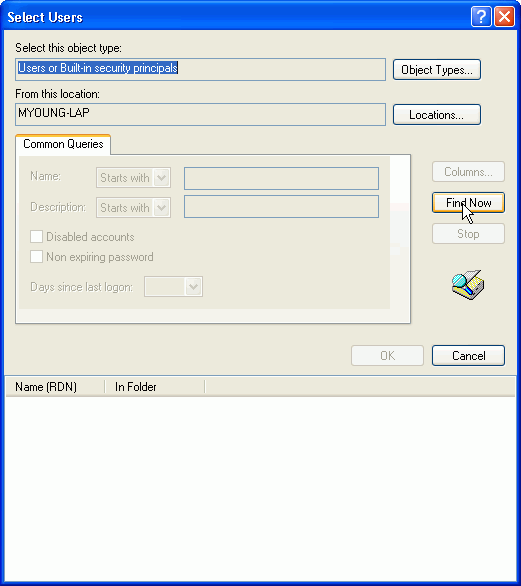 Select Users
Select this object type:
Users or Built-in security principals
Object Types...
From this location:
MYOUNG-LAP
Locations...
Common Queries
Name: Starts with
Columns...
Description: Starts with
Find Now
Disabled accounts
Stop
Non expiring password
Days since last logon:
OK Cancel
Name (RDN) In Folder